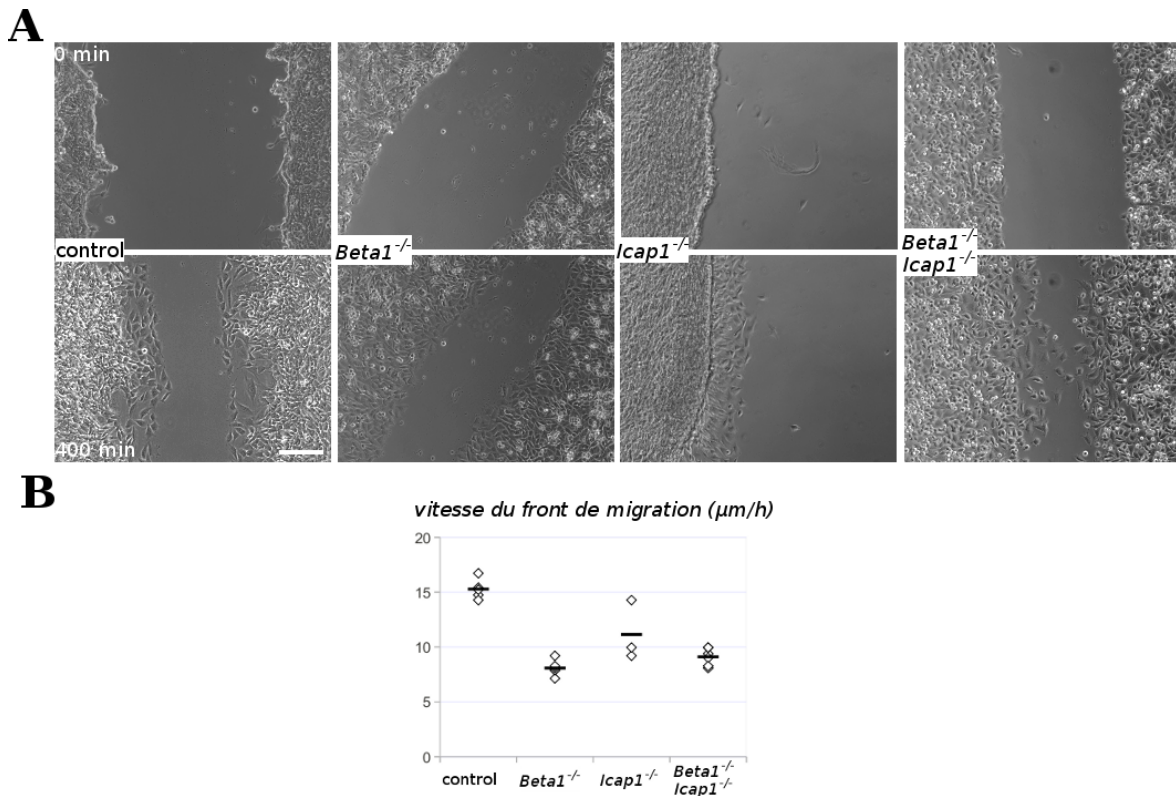 A
0 min
control
Beta1-/-
Icap1-/-
Beta1-/-
Icap1-/-
400 min
B
vitesse du front de migration (µm/h)
20
15
10
5
0
control
Beta1-/-
Icap1-/-
Beta1-/-
Icap1-/-